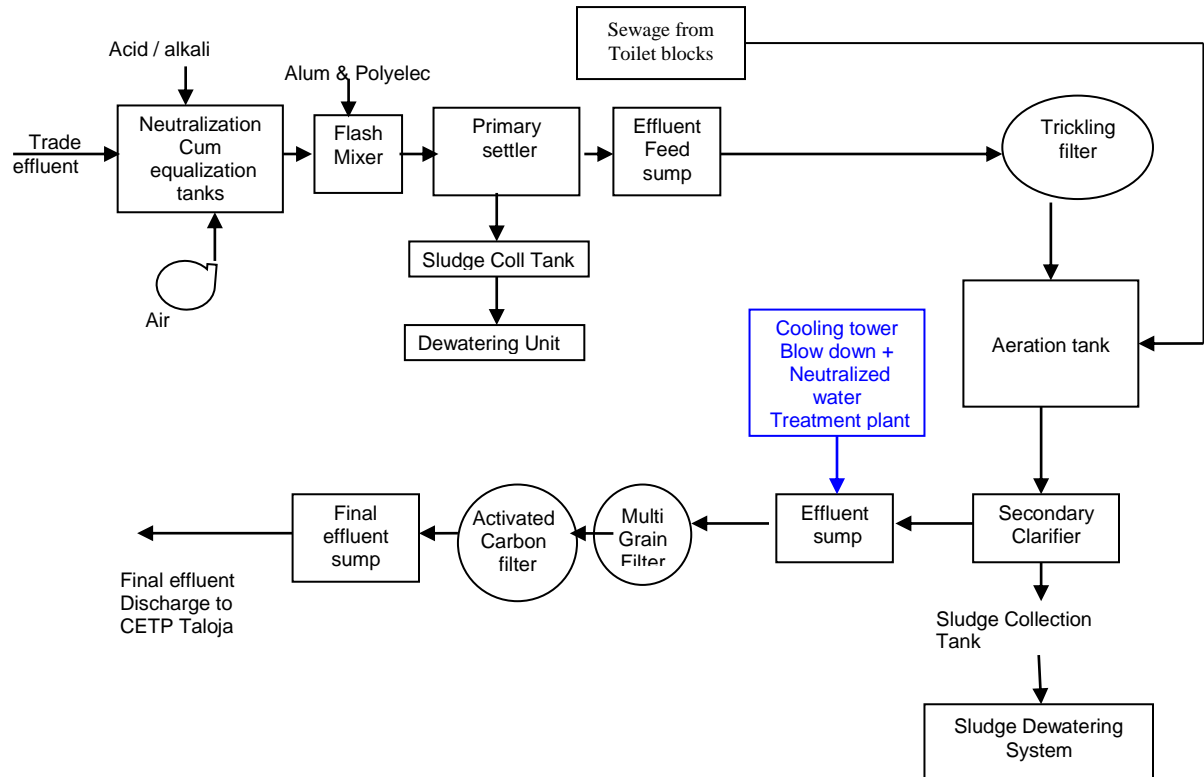 Sewage from
Toilet blocks
Acid / alkali
Alum & Polyelec
Trade
effluent
Neutralization
Cum
equalization
tanks
Flash
Mixer
Primary
settler
Effluent
Feed
sump
Trickling
filter
Sludge Coll Tank
Air
Dewatering Unit
Cooling tower
Blow down +
Neutralized
water
Treatment plant
Aeration tank
Final
effluent
sump
Activated
Carbon
filter
Multi
Grain
Filter
Effluent
sump
Secondary
Clarifier
Final effluent
Discharge to
CETP Taloja
Sludge Collection
Tank
Sludge Dewatering
System